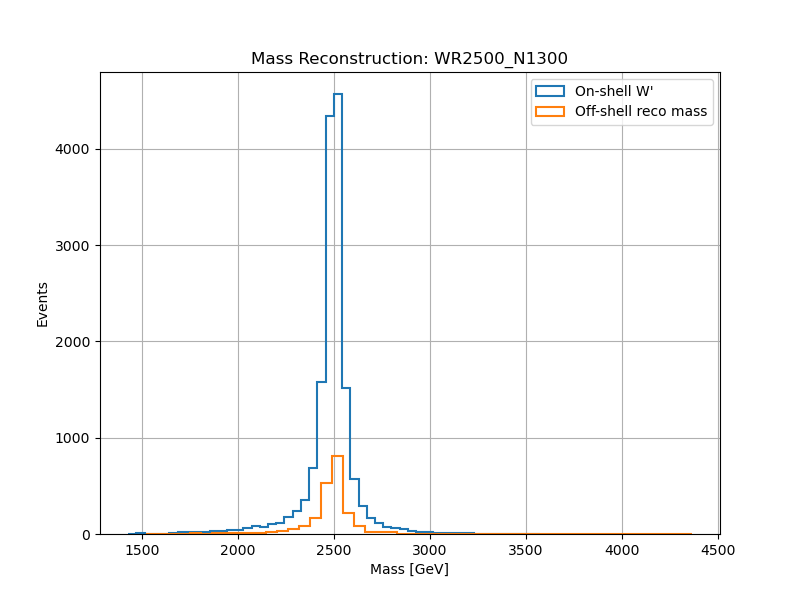 Mass Reconstruction: WR2500_N1300
On-shell W'
Off-shell reco mass
Events
4000
3000
2000
1000
0
1500 2000 2500 3000 3500 4000 4500
Mass [GeV]